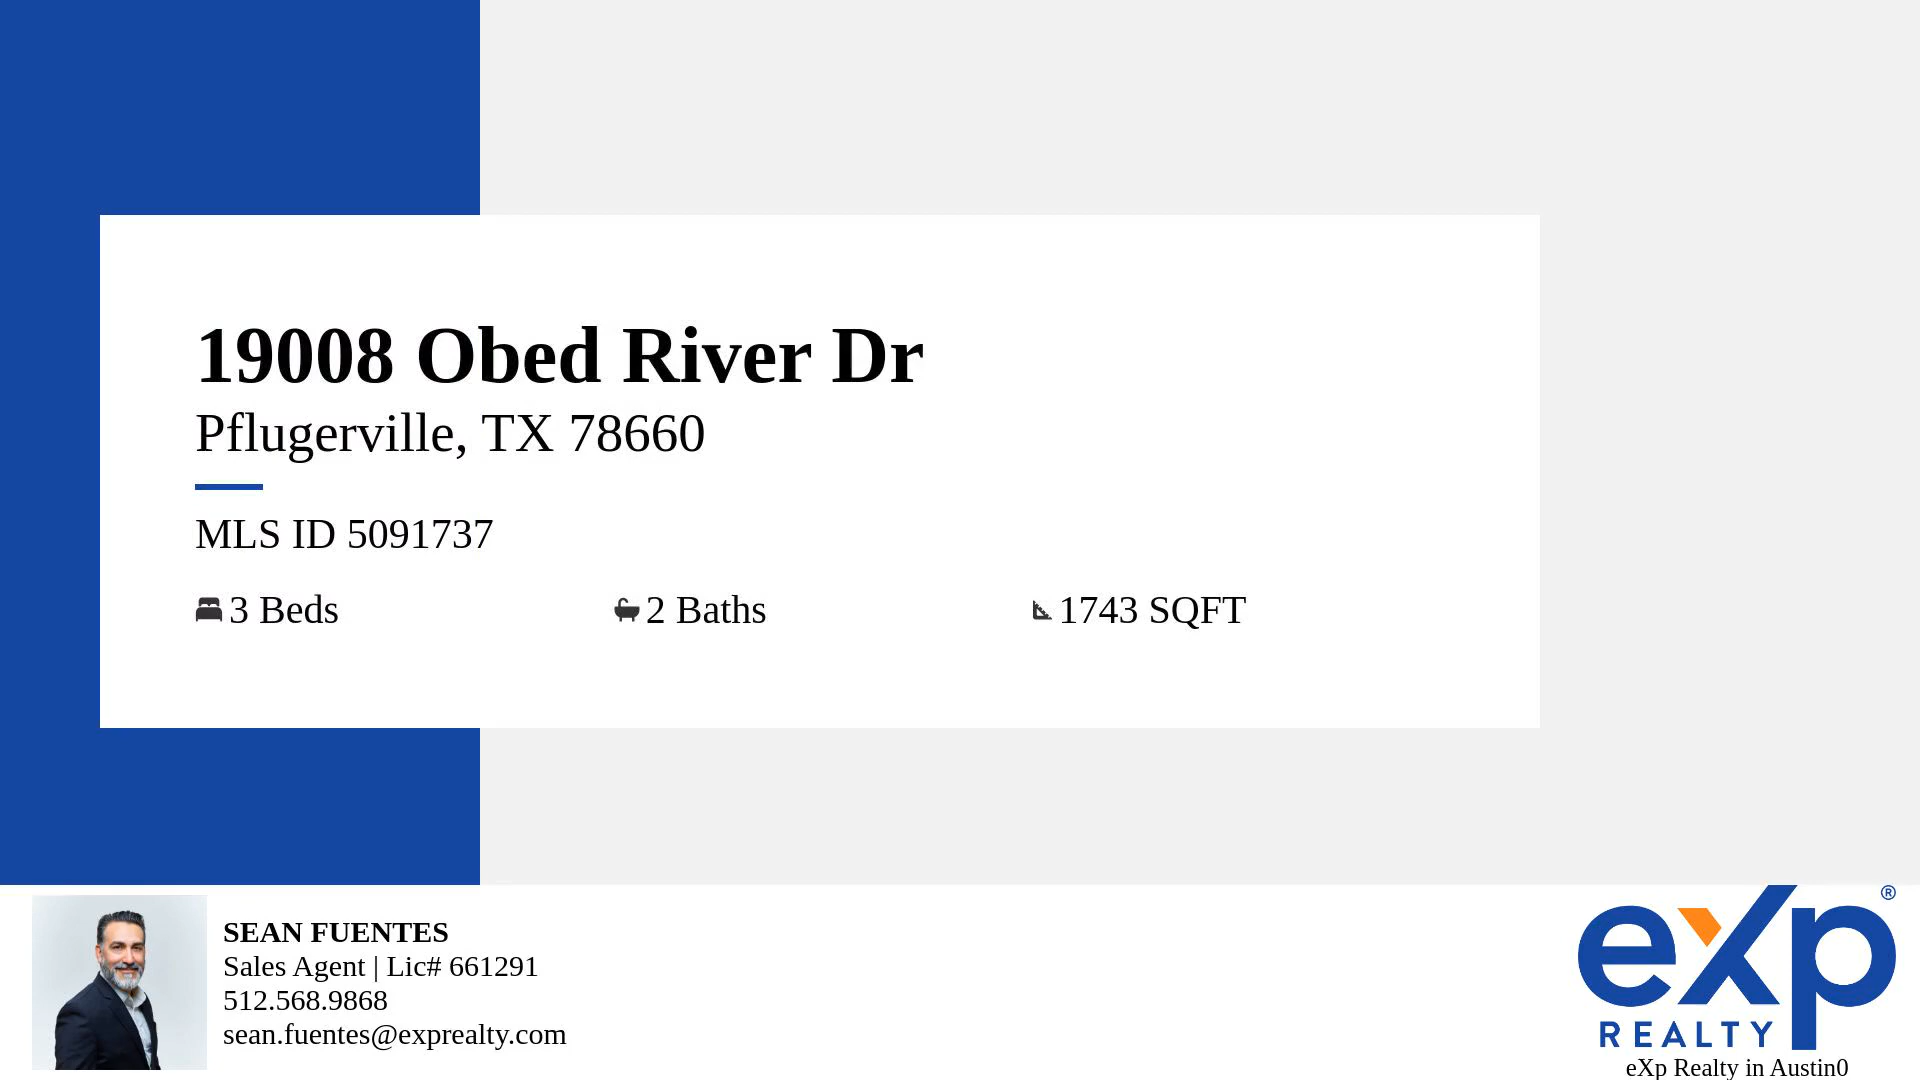 19008 Obed River Dr
Pflugerville, TX 78660
MLS ID 5091737
3 Beds
2 Baths
1743 SQFT
SEAN FUENTES
Sales Agent | Lic# 661291
512.568.9868
sean.fuentes@exprealty.com
eXp®
REALTY
eXp Realty in Austin0